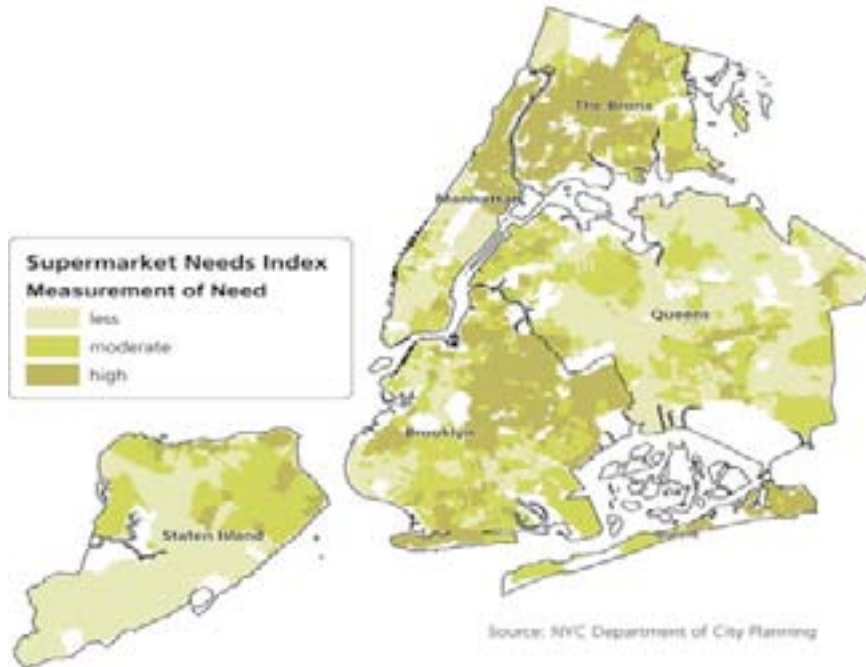 The Bronx
Manhattan
Supermarket Needs Index
Measurement of Need
less
moderate
high
Queens
Brooklyn
Staten Island
Source: NYC Department of City Planning